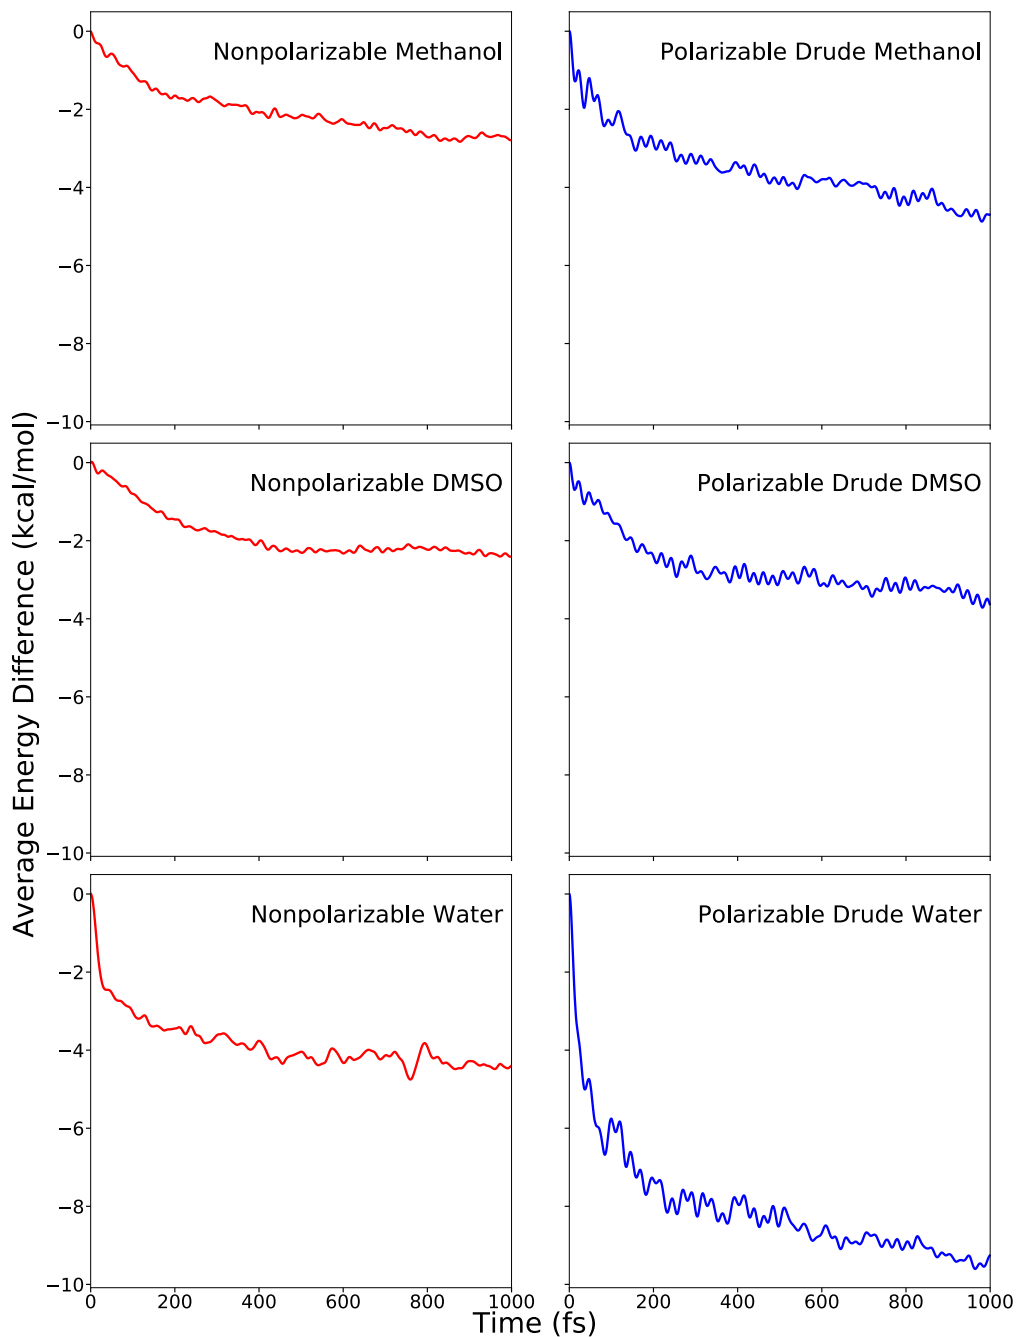 Nonpolarizable Methanol
0
−2
−4
−6
−8
−10
Polarizable Drude Methanol
Nonpolarizable DMSO
0
−2
−4
−6
−8
−10
Polarizable Drude DMSO
Average Energy Difference (kcal/mol)
Nonpolarizable Water
0
−2
−4
−6
−8
−10
0 200 400 600 800 1000
Polarizable Drude Water
0 200 400 600 800 1000
Time (fs)